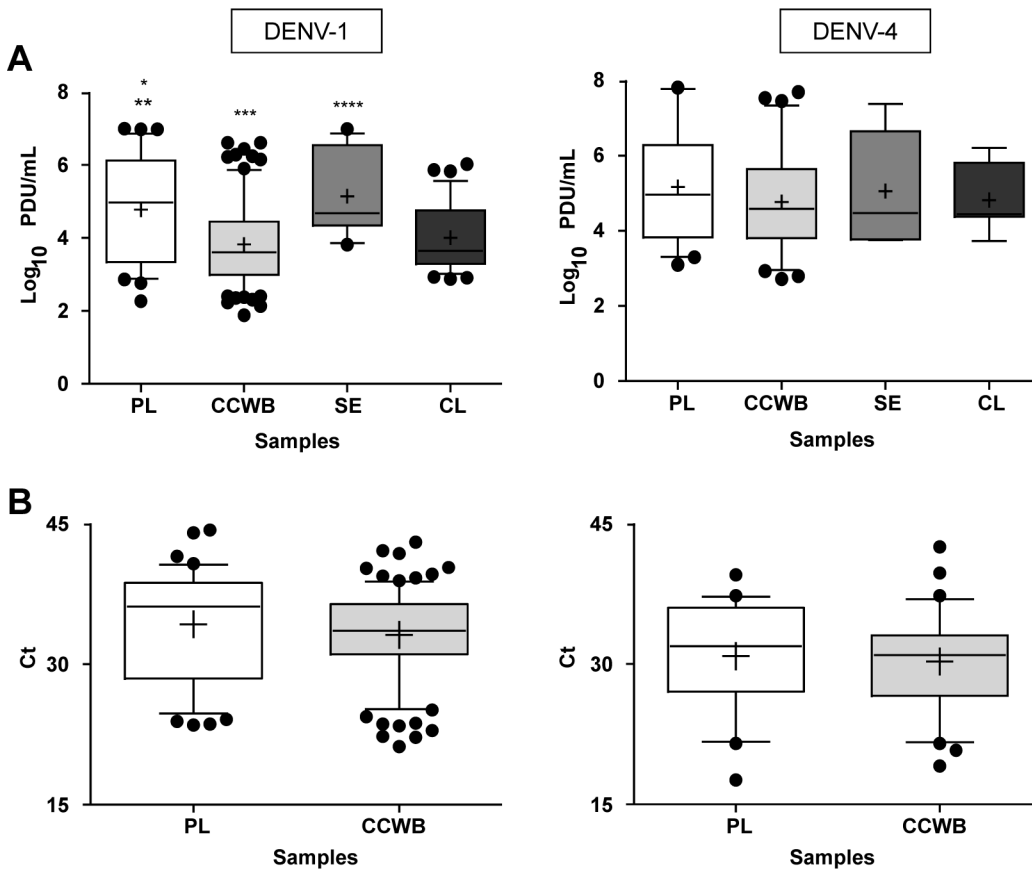 DENV-1
DENV-4
A
*
**
***
****
8
6
4
2
0
Log10 PDU/mL
PL CCWB SE CL
Samples
8
6
4
2
0
Log10 PDU/mL
PL CCWB SE CL
Samples
B
45
30
15
Ct
PL CCWB
Samples
45
30
15
Ct
PL CCWB
Samples